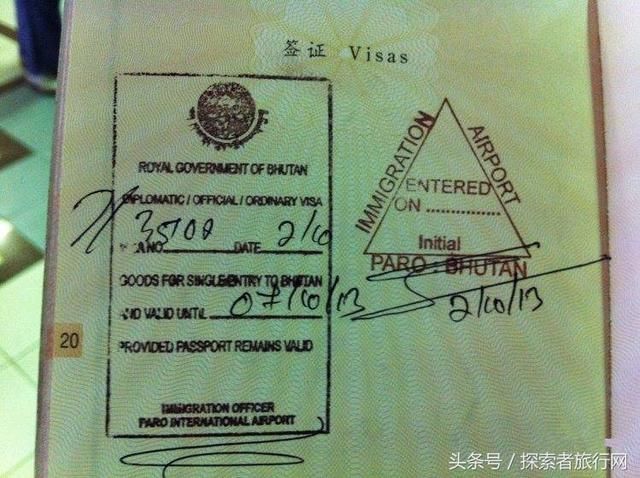 签证 Visas
ROYAL GOVERNMENT OF BHUTAN
DIPLOMATIC / OFFICIAL / ORDINARY VISA
VISA NO. 35700 DATE 2/10
GOODS FOR SINGLE ENTRY TO BHUTAN
AND VALID UNTIL 07/10/13
PROVIDED PASSPORT REMAINS VALID
IMMIGRATION OFFICER
PARO INTERNATIONAL AIRPORT
IMMIGRATION
AIRPORT
ENTERED
ON ..............
Initial
PARO - BHUTAN
2/10/13
20
头条号／探索者旅行网